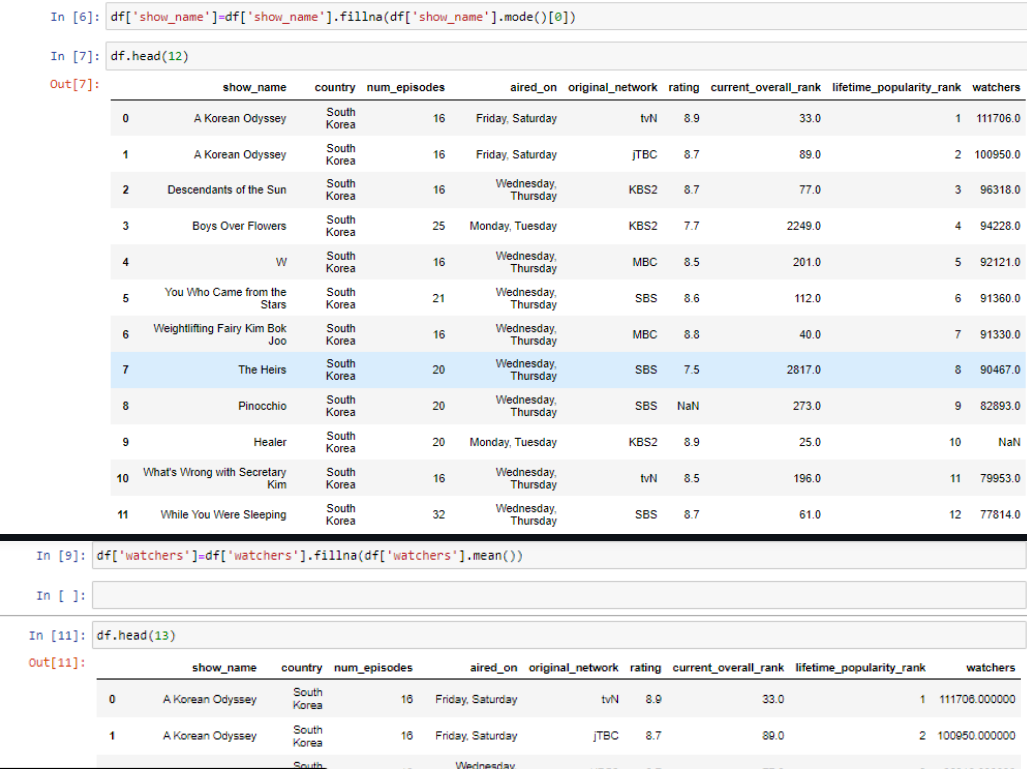 In [6]: df['show_name']=df['show_name'].fillna(df['show_name'].mode()[0])
In [7]: df.head(12)
Out[7]:
show_name country num_episodes aired_on original_network rating current_overall_rank lifetime_popularity_rank watchers
0 A Korean Odyssey South Korea 16 Friday, Saturday tvN 8.9 33.0 1 111706.0
1 A Korean Odyssey South Korea 16 Friday, Saturday jTBC 8.7 89.0 2 100950.0
2 Descendants of the Sun South Korea 16 Wednesday, Thursday KBS2 8.7 77.0 3 96318.0
3 Boys Over Flowers South Korea 25 Monday, Tuesday KBS2 7.7 2249.0 4 94228.0
4 W South Korea 16 Wednesday, Thursday MBC 8.5 201.0 5 92121.0
5 You Who Came from the Stars South Korea 21 Wednesday, Thursday SBS 8.6 112.0 6 91360.0
6 Weightlifting Fairy Kim Bok Joo South Korea 16 Wednesday, Thursday MBC 8.8 40.0 7 91330.0
7 The Heirs South Korea 20 Wednesday, Thursday SBS 7.5 2817.0 8 90467.0
8 Pinocchio South Korea 20 Wednesday, Thursday SBS NaN 273.0 9 82893.0
9 Healer South Korea 20 Monday, Tuesday KBS2 8.9 25.0 10 NaN
10 What's Wrong with Secretary Kim South Korea 16 Wednesday, Thursday tvN 8.5 196.0 11 79953.0
11 While You Were Sleeping South Korea 32 Wednesday, Thursday SBS 8.7 61.0 12 77814.0
In [9]: df['watchers']=df['watchers'].fillna(df['watchers'].mean())
In [ ]:
In [11]: df.head(13)
Out[11]:
show_name country num_episodes aired_on original_network rating current_overall_rank lifetime_popularity_rank watchers
0 A Korean Odyssey South Korea 16 Friday, Saturday tvN 8.9 33.0 1 111706.000000
1 A Korean Odyssey South Korea 16 Friday, Saturday jTBC 8.7 89.0 2 100950.000000
South Wednesday,